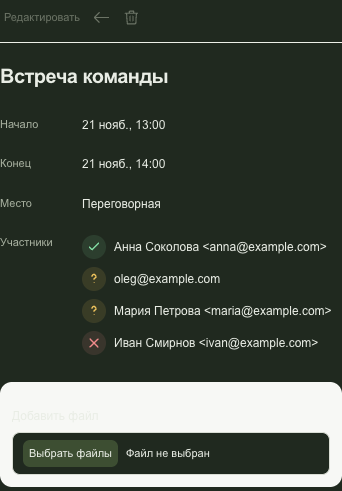 Редактировать
Встреча команды
Начало 21 нояб., 13:00
Конец 21 нояб., 14:00
Место Переговорная
Участники Анна Соколова <anna@example.com>
oleg@example.com
Мария Петрова <maria@example.com>
Иван Смирнов <ivan@example.com>
Добавить файл
Выбрать файлы Файл не выбран